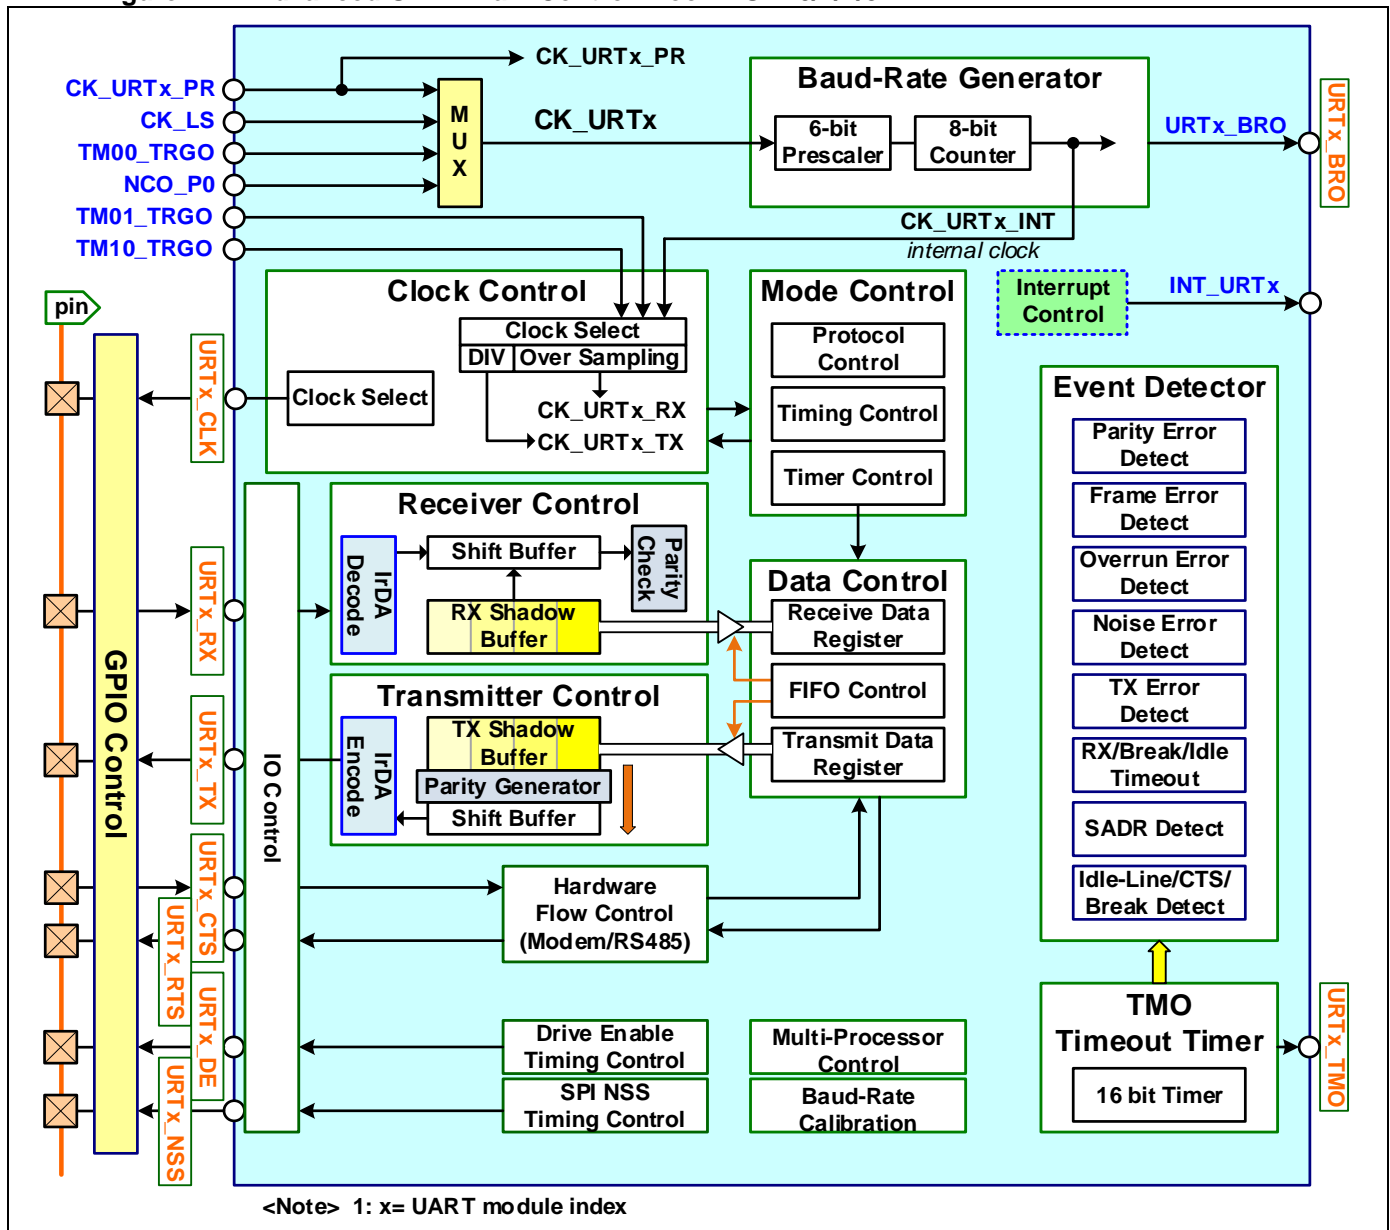 CK_URTx_PR
CK_URTx_PR
CK_LS
TM00_TRGO
NCO_P0
TM01_TRGO
TM10_TRGO
MUX
CK_URTx
Baud-Rate Generator
6-bit
Prescaler
8-bit
Counter
URTx_BRO
URTx_BRO
CK_URTx_INT
internal clock
Clock Control
Clock Select
DIV
Over Sampling
CK_URTx_RX
CK_URTx_TX
Clock Select
Mode Control
Protocol
Control
Timing Control
Timer Control
Interrupt
Control
INT_URTx
pin
GPIO Control
URTx_CLK
URTx_RX
URTx_TX
URTx_CTS
URTx_RTS
URTx_DE
URTx_NSS
IO Control
Receiver Control
IrDA
Decode
Shift Buffer
Parity
Check
RX Shadow
Buffer
Transmitter Control
IrDA
Encode
TX Shadow
Buffer
Parity Generator
Shift Buffer
Data Control
Receive Data
Register
FIFO Control
Transmit Data
Register
Hardware
Flow Control
(Modem/RS485)
Drive Enable
Timing Control
SPI NSS
Timing Control
Multi-Processor
Control
Baud-Rate
Calibration
Event Detector
Parity Error
Detect
Frame Error
Detect
Overrun Error
Detect
Noise Error
Detect
TX Error
Detect
RX/Break/Idle
Timeout
SADR Detect
Idle-Line/CTS/
Break Detect
TMO
Timeout Timer
16 bit Timer
URTx_TMO
<Note> 1: x= UART module index